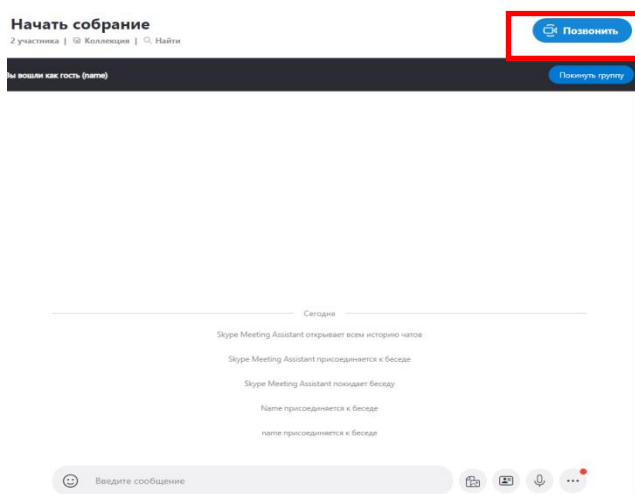 Начать собрание
2 участника | Коллекция | Найти
Позвонить
Вы вошли как гость (name)
Покинуть группу
Сегодня
Skype Meeting Assistant открывает всем историю чатов
Skype Meeting Assistant присоединяется к беседе
Skype Meeting Assistant покидает беседу
Name присоединяется к беседе
name присоединяется к беседе
Введите сообщение